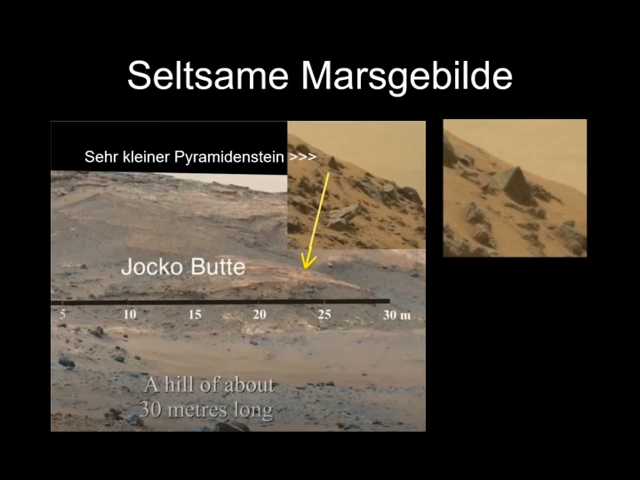 Seltsame Marsgebilde
Sehr kleiner Pyramidenstein >>>
Jocko Butte
5 10 15 20 25 30 m
A hill of about
30 metres long